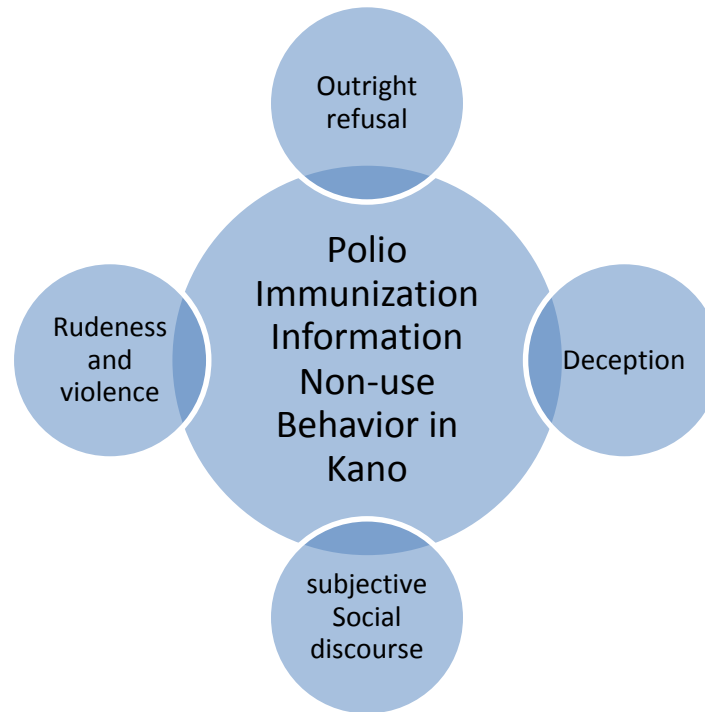 Outright
refusal
Polio
Immunization
Information
Non-use
Behavior in
Kano
Rudeness
and
violence
Deception
subjective
Social
discourse